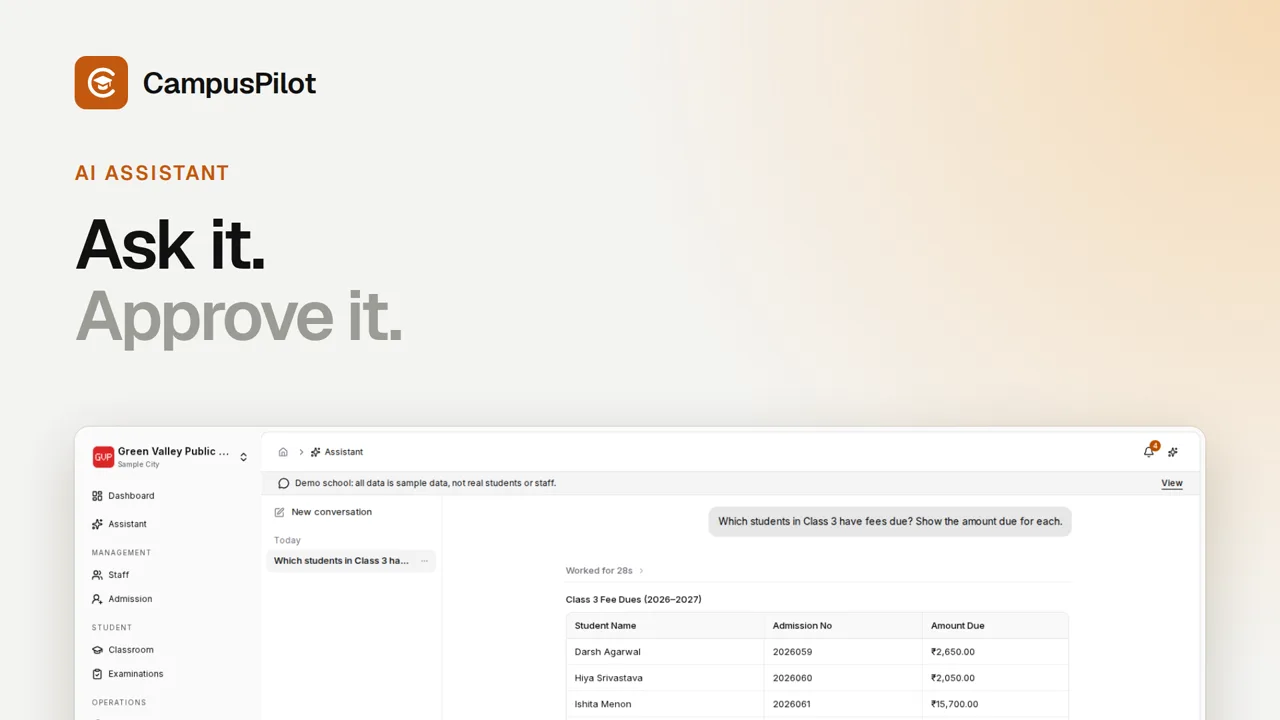 CampusPilot
AI ASSISTANT
Ask it.
Approve it.
GVP
Green Valley Public ...
Sample City
Dashboard
Assistant
MANAGEMENT
Staff
Admission
STUDENT
Classroom
Examinations
OPERATIONS
Assistant
4
Demo school: all data is sample data, not real students or staff.
View
New conversation
Today
Which students in Class 3 ha...
Which students in Class 3 have fees due? Show the amount due for each.
Worked for 28s
Class 3 Fee Dues (2026–2027)
Student Name Admission No Amount Due
Darsh Agarwal 2026059 ₹2,650.00
Hiya Srivastava 2026060 ₹2,050.00
Ishita Menon 2026061 ₹15,700.00